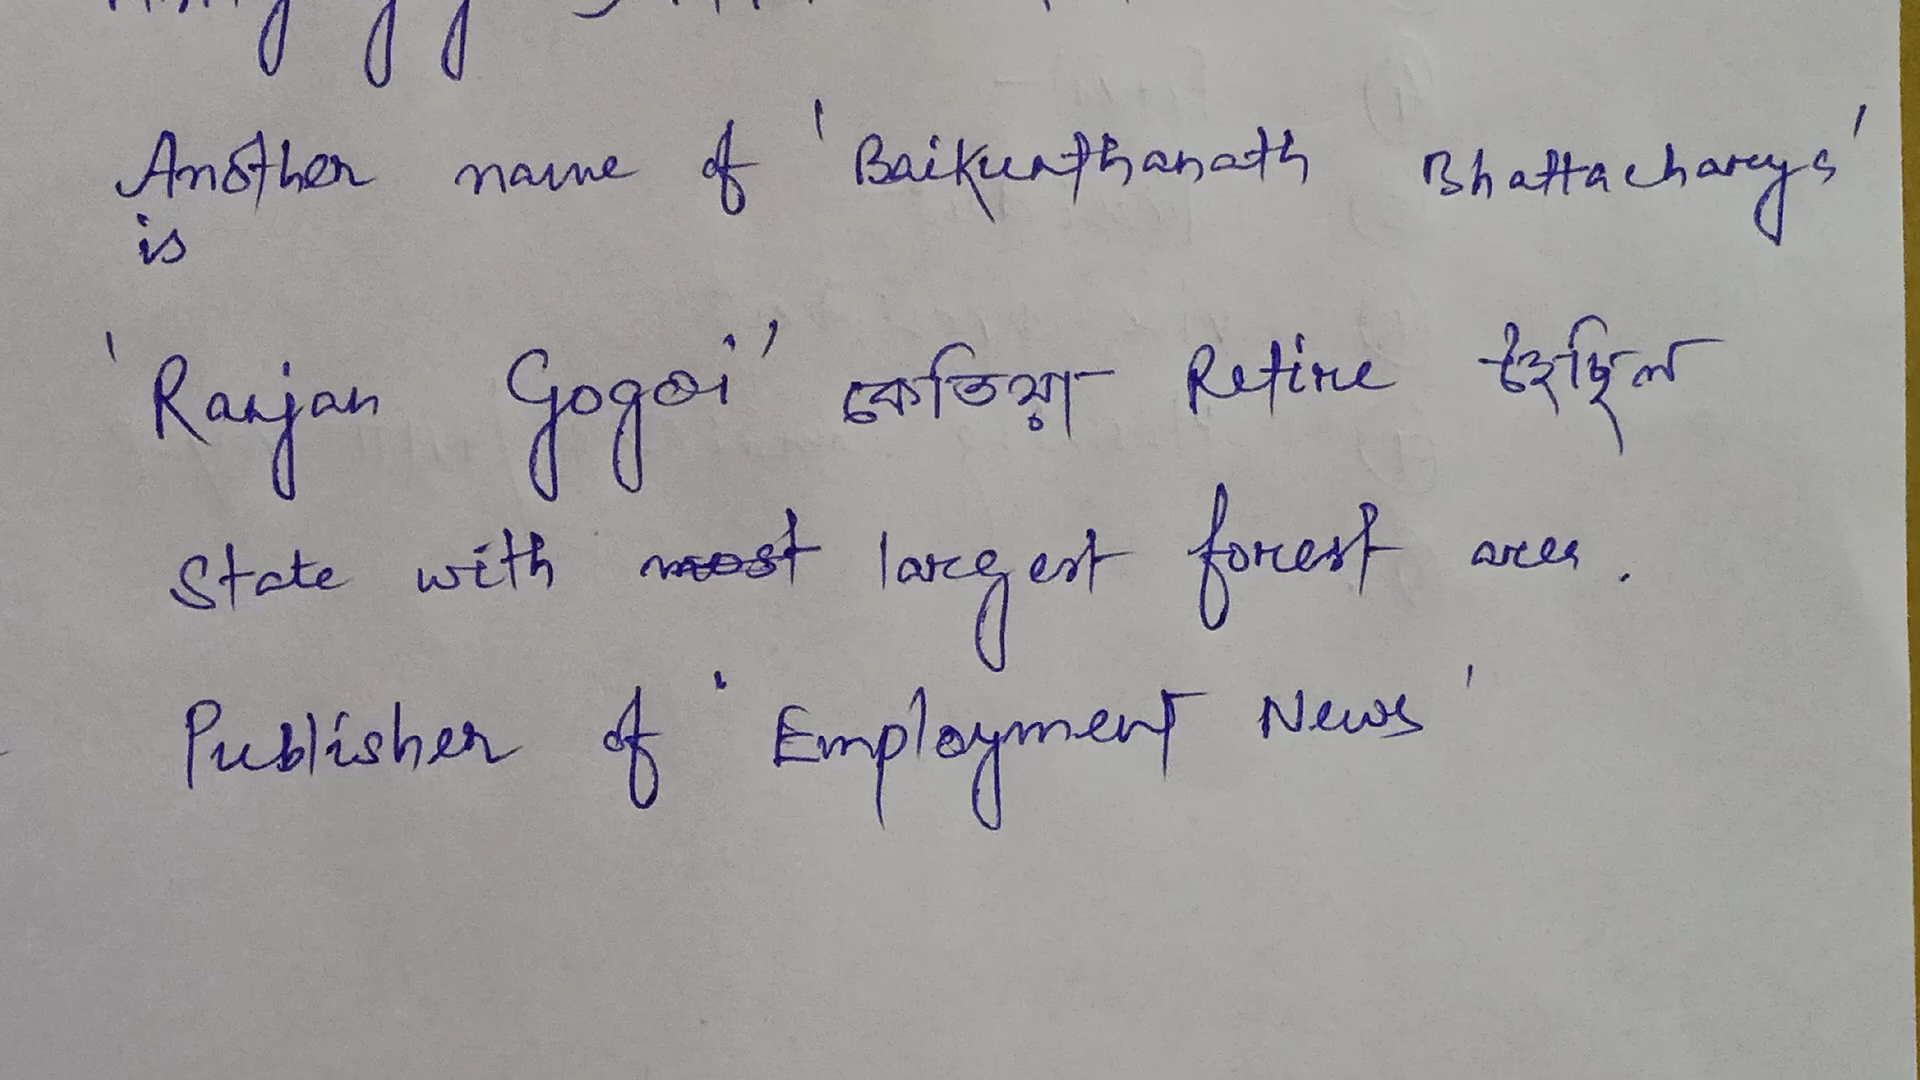 Another name of 'Baikunthanath Bhattacharya'
is
'Ranjan Gogoi' কেতিয়া Retire হৈছিল
State with most largest forest area.
Publisher of 'Employment News'